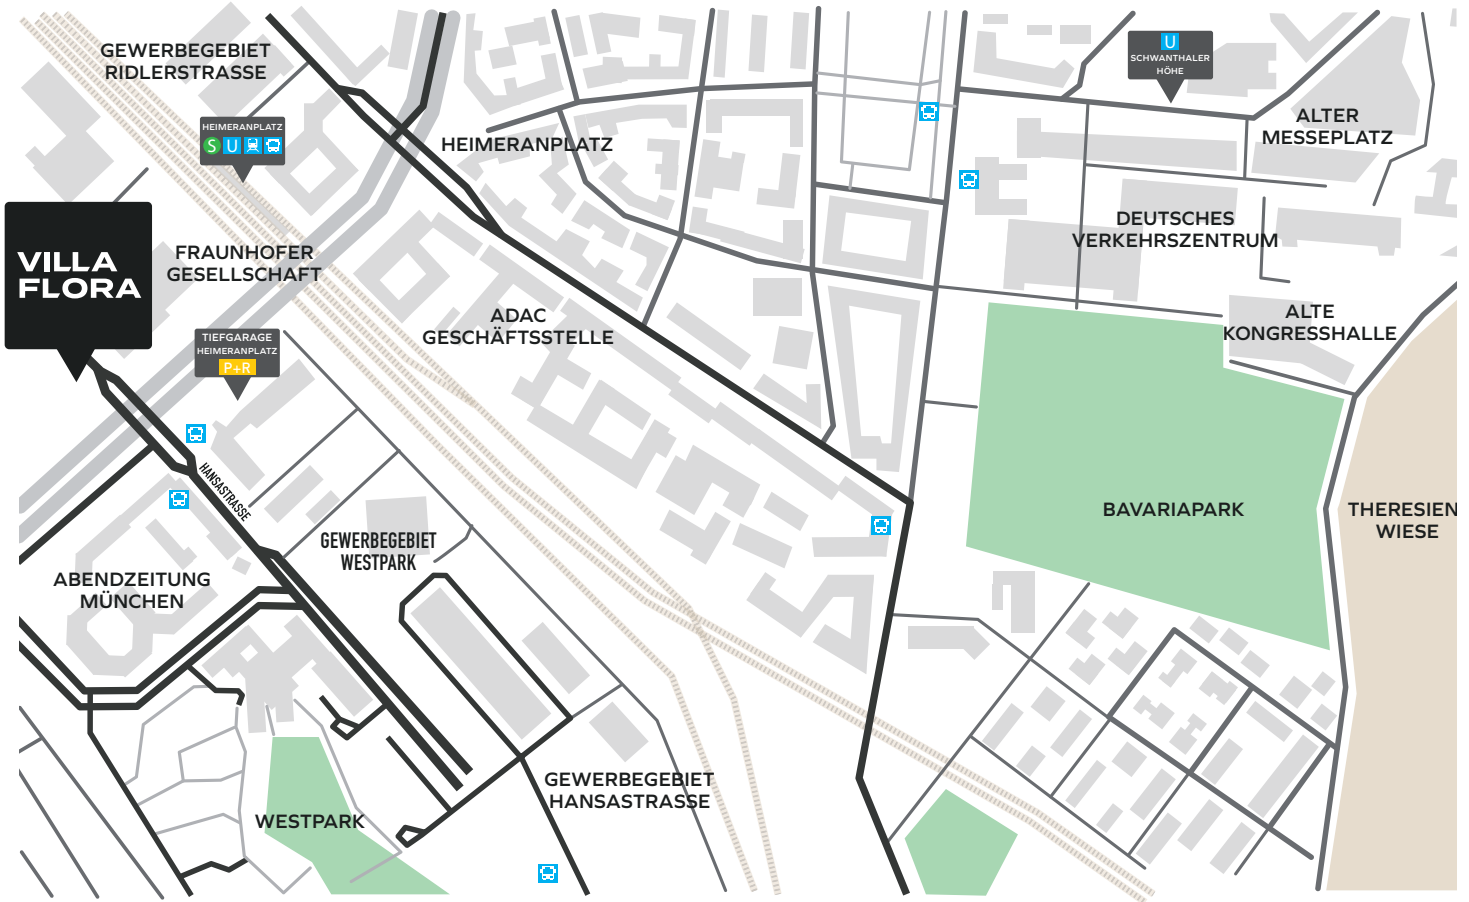 GEWERBEGEBIET
RIDLERSTRASSE
U
SCHWANTHALER
HÖHE
HEIMERANPLATZ
S U
HEIMERANPLATZ
ALTER
MESSEPLATZ
VILLA
FLORA
FRAUNHOFER
GESELLSCHAFT
DEUTSCHES
VERKEHRSZENTRUM
ADAC
GESCHÄFTSSTELLE
ALTE
KONGRESSHALLE
TIEFGARAGE
HEIMERANPLATZ
P+R
HANSASTRASSE
BAVARIAPARK
THERESIEN
WIESE
GEWERBEGEBIET
WESTPARK
ABENDZEITUNG
MÜNCHEN
GEWERBEGEBIET
HANSASTRASSE
WESTPARK